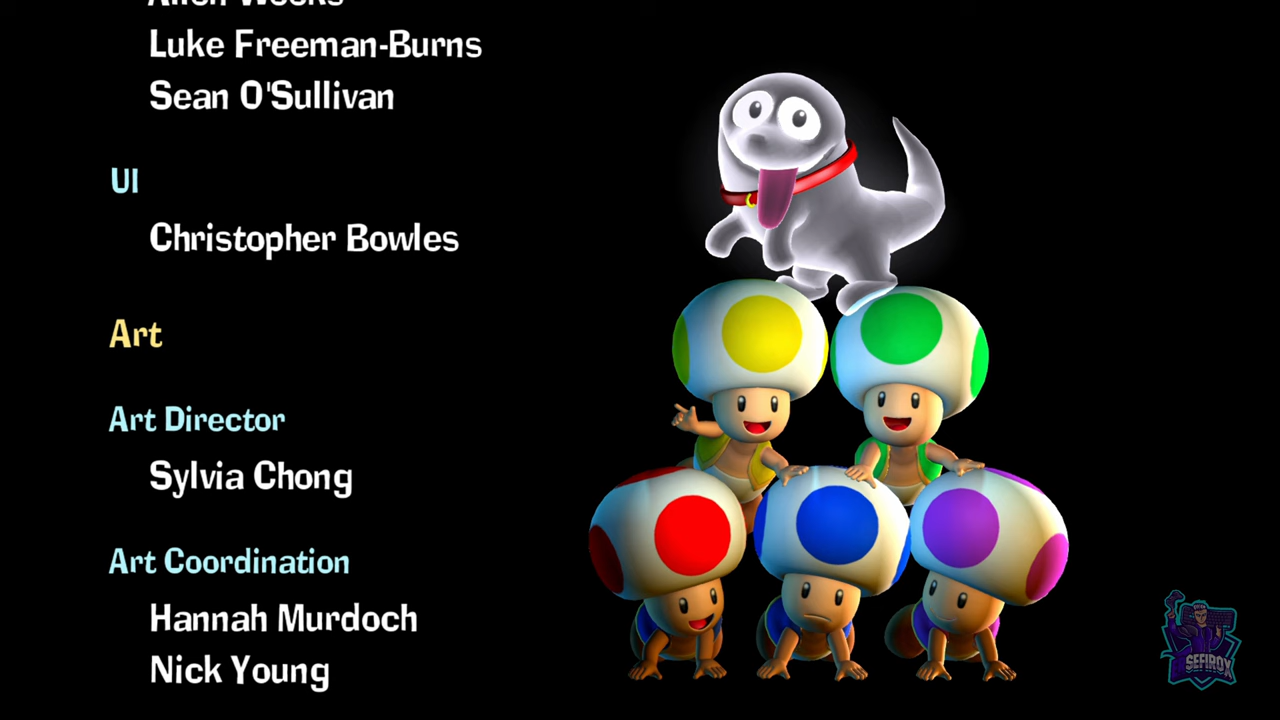 Luke Freeman-Burns
Sean O'Sullivan
UI
Christopher Bowles
Art
Art Director
Sylvia Chong
Art Coordination
Hannah Murdoch
Nick Young
SEFIROX